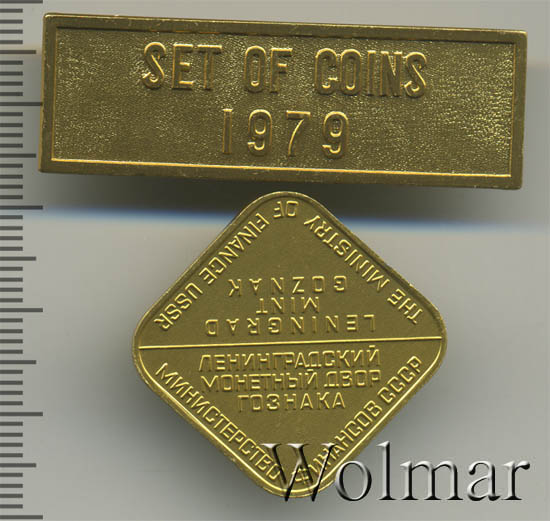 SET OF COINS
1979
THE MINISTRY OF FINANCE USSR
LENINGRAD
MINT
GOZNAK
ЛЕНИНГРАДСКИЙ
МОНЕТНЫЙ ДВОР
ГОЗНАКА
МИНИСТЕРСТВО ФИНАНСОВ СССР
Wolmar